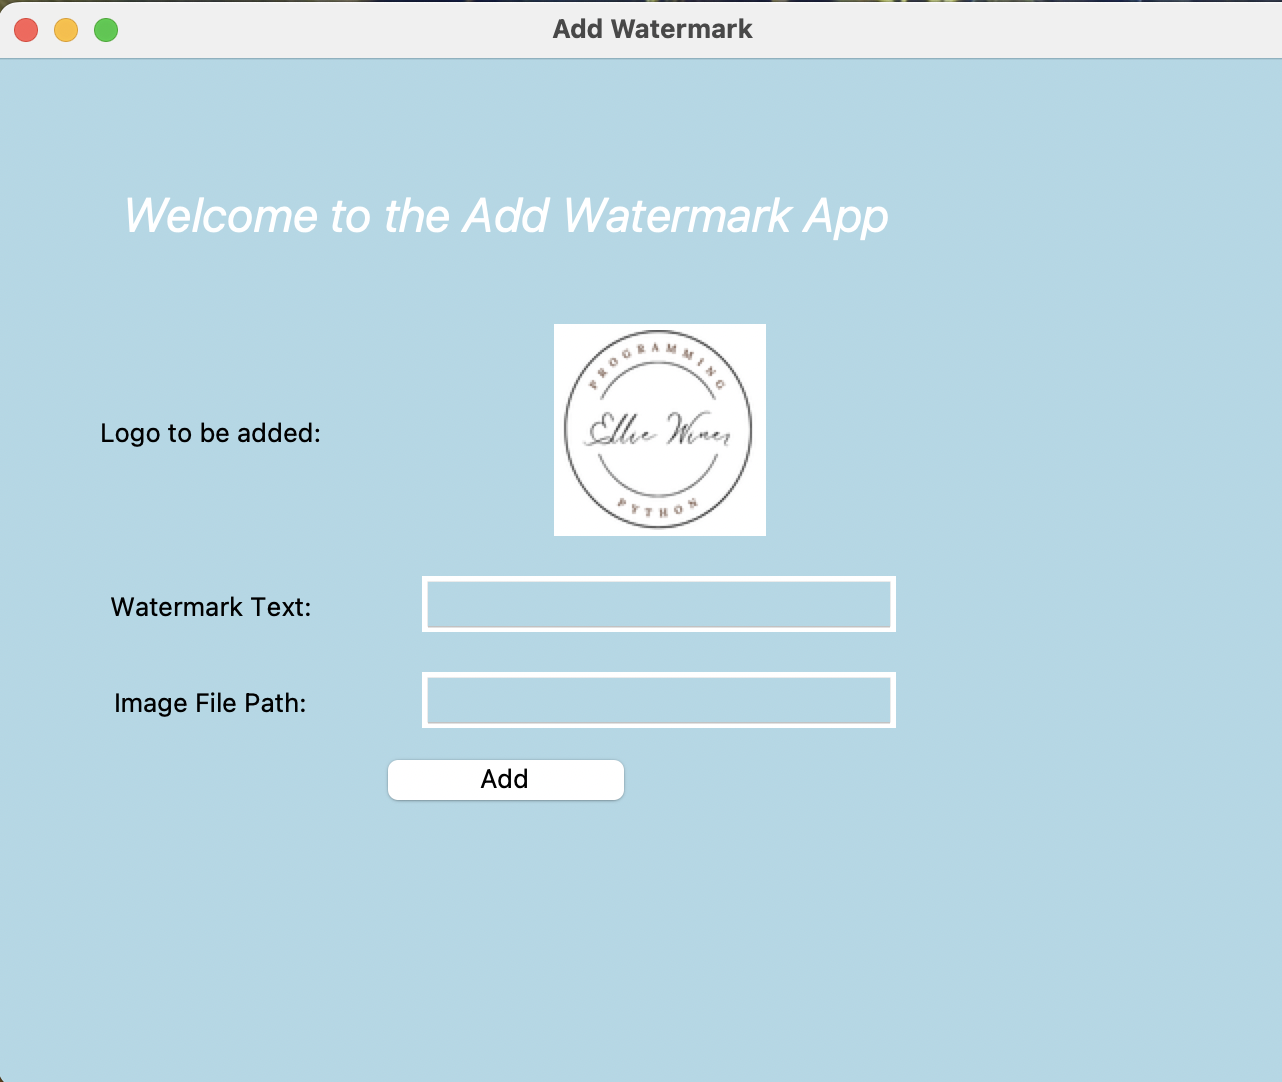 Add Watermark
Welcome to the Add Watermark App
Logo to be added:
PROGRAMMING
Ellie Winer
PYTHON
Watermark Text:
Image File Path:
Add